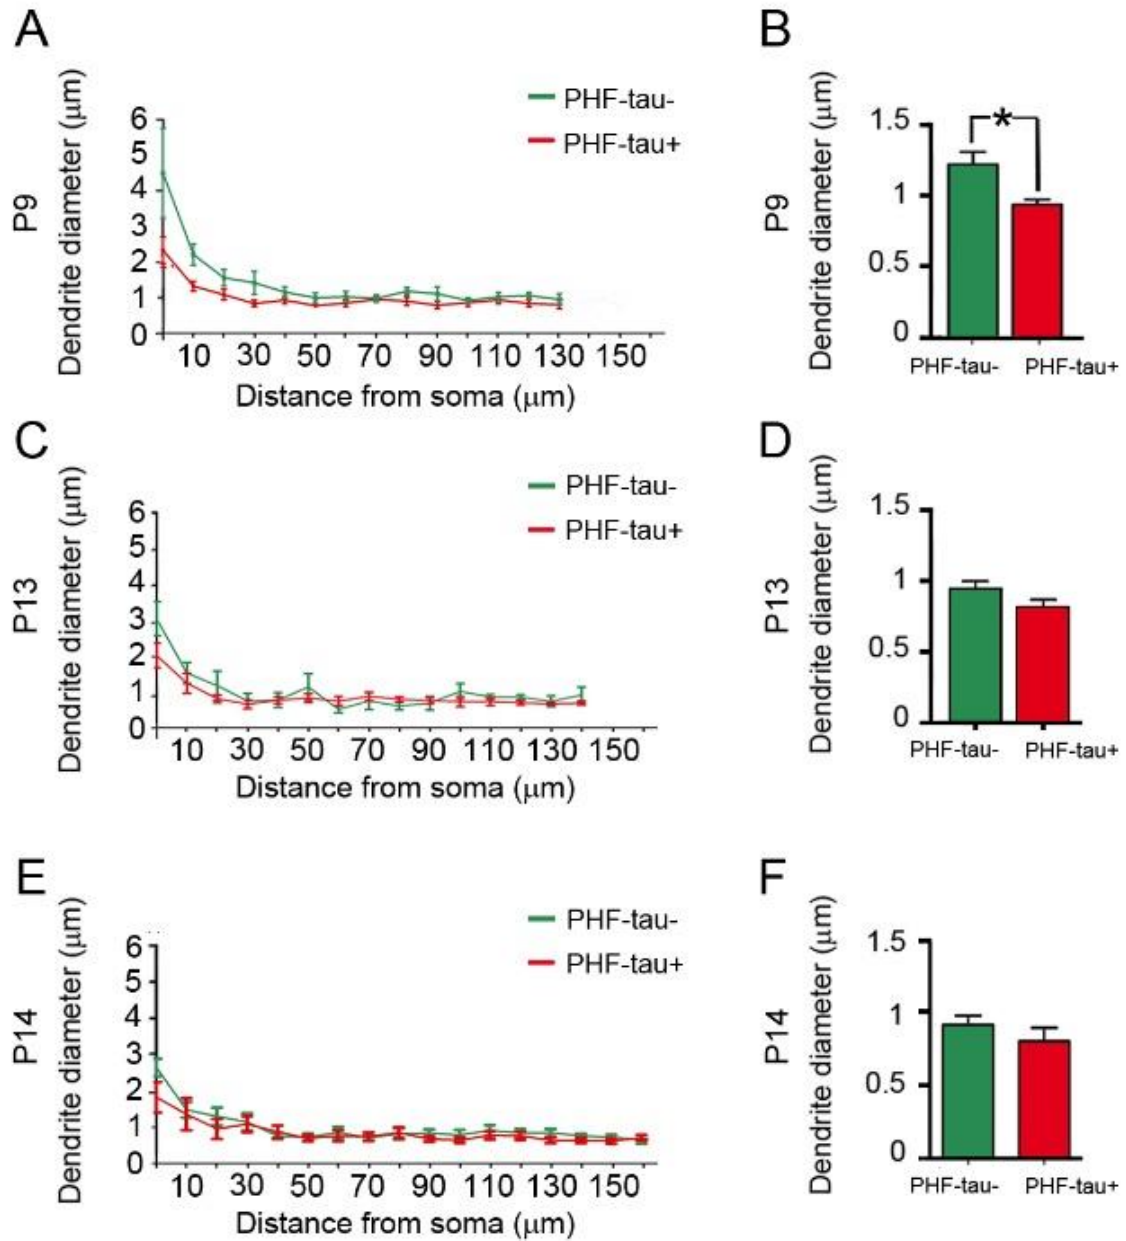 A
B
P9
Dendrite diameter (μm)
6
5
4
3
2
1
0
10 30 50 70 90 110 130 150
Distance from soma (μm)
PHF-tau-
PHF-tau+
P9
Dendrite diameter (μm)
1.5
1
0.5
0
*
PHF-tau- PHF-tau+
C
D
P13
Dendrite diameter (μm)
6
5
4
3
2
1
0
10 30 50 70 90 110 130 150
Distance from soma (μm)
PHF-tau-
PHF-tau+
P13
Dendrite diameter (μm)
1.5
1
0.5
0
PHF-tau- PHF-tau+
E
F
P14
Dendrite diameter (μm)
6
5
4
3
2
1
0
10 30 50 70 90 110 130 150
Distance from soma (μm)
PHF-tau-
PHF-tau+
P14
Dendrite diameter (μm)
1.5
1
0.5
0
PHF-tau- PHF-tau+